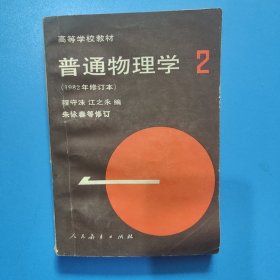 高等学校教材
普通物理学 2
(1982年修订本)
程守洙 江之永 编
朱咏春等修订
人民教育出版社